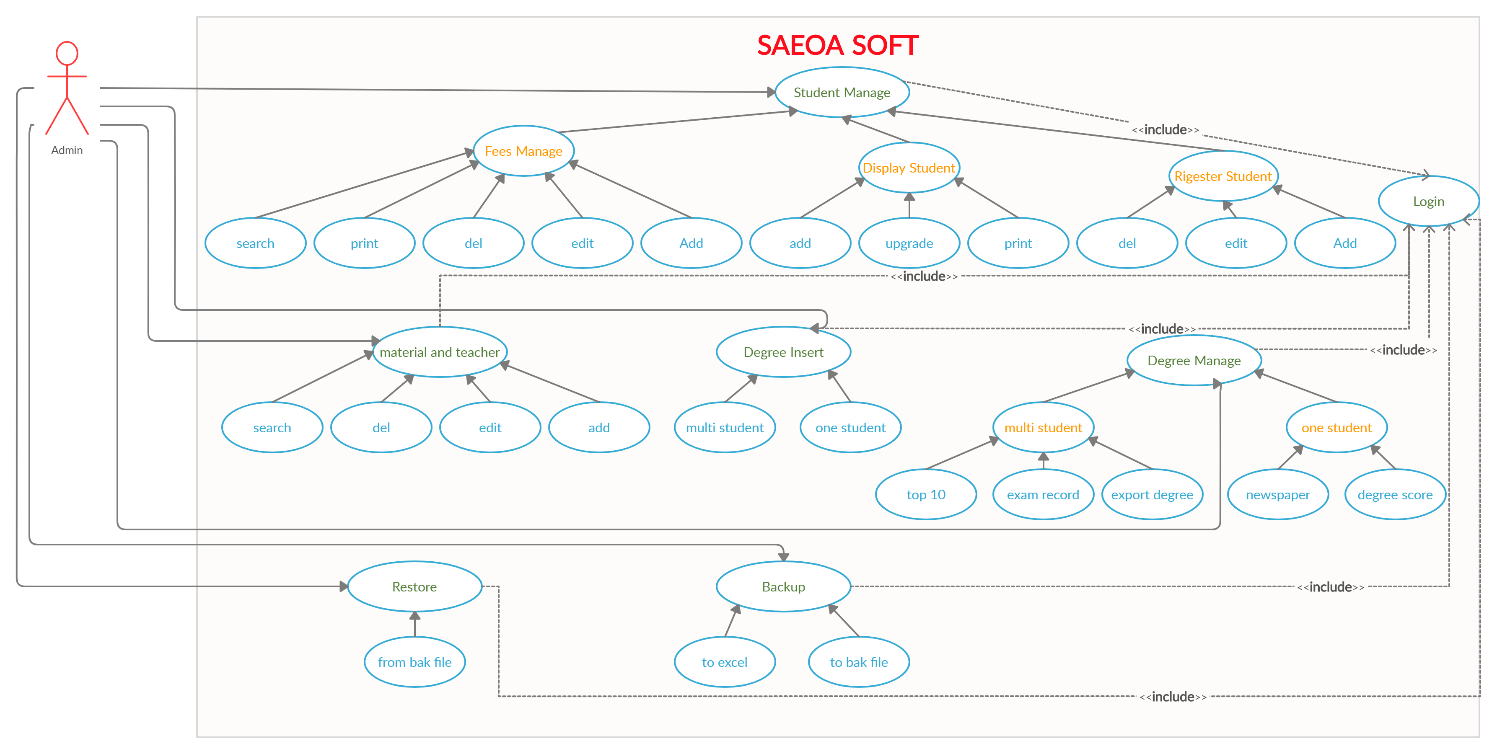 SAEOA SOFT
Admin
Student Manage
<<include>>
Fees Manage
Display Student
Rigester Student
Login
search
print
del
edit
Add
add
upgrade
print
del
edit
Add
<<include>>
<<include>>
material and teacher
Degree Insert
Degree Manage
<<include>>
search
del
edit
add
multi student
one student
multi student
one student
top 10
exam record
export degree
newspaper
degree score
Restore
Backup
<<include>>
from bak file
to excel
to bak file
<<include>>